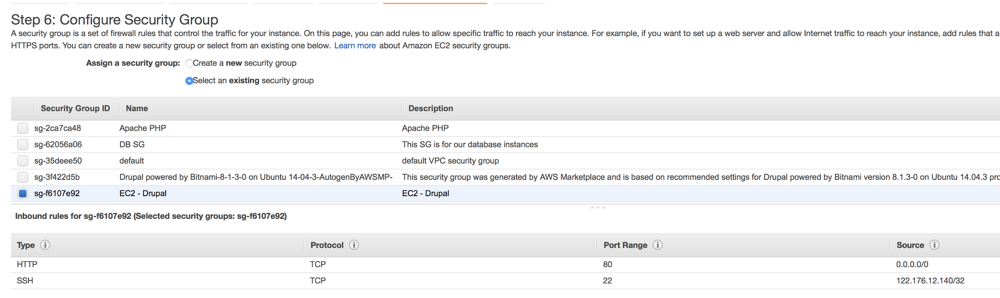 Step 6: Configure Security Group
A security group is a set of firewall rules that control the traffic for your instance. On this page, you can add rules to allow specific traffic to reach your instance. For example, if you want to set up a web server and allow Internet traffic to reach your instance, add rules that a
HTTPS ports. You can create a new security group or select from an existing one below. Learn more about Amazon EC2 security groups.
Assign a security group: Create a new security group
Select an existing security group
Security Group ID Name Description
sg-2ca7ca48 Apache PHP Apache PHP
sg-62056a06 DB SG This SG is for our database instances
sg-35deee50 default default VPC security group
sg-3f422d5b Drupal powered by Bitnami-8-1-3-0 on Ubuntu 14-04-3-AutogenByAWSMP- This security group was generated by AWS Marketplace and is based on recommended settings for Drupal powered by Bitnami version 8.1.3-0 on Ubuntu 14.04.3 pro
sg-f6107e92 EC2 - Drupal EC2 - Drupal
Inbound rules for sg-f6107e92 (Selected security groups: sg-f6107e92)
Type Protocol Port Range Source
HTTP TCP 80 0.0.0.0/0
SSH TCP 22 122.176.12.140/32